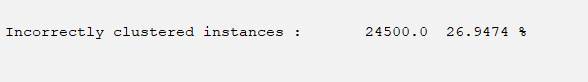 Incorrectly clustered instances :       24500.0  26.9474 %